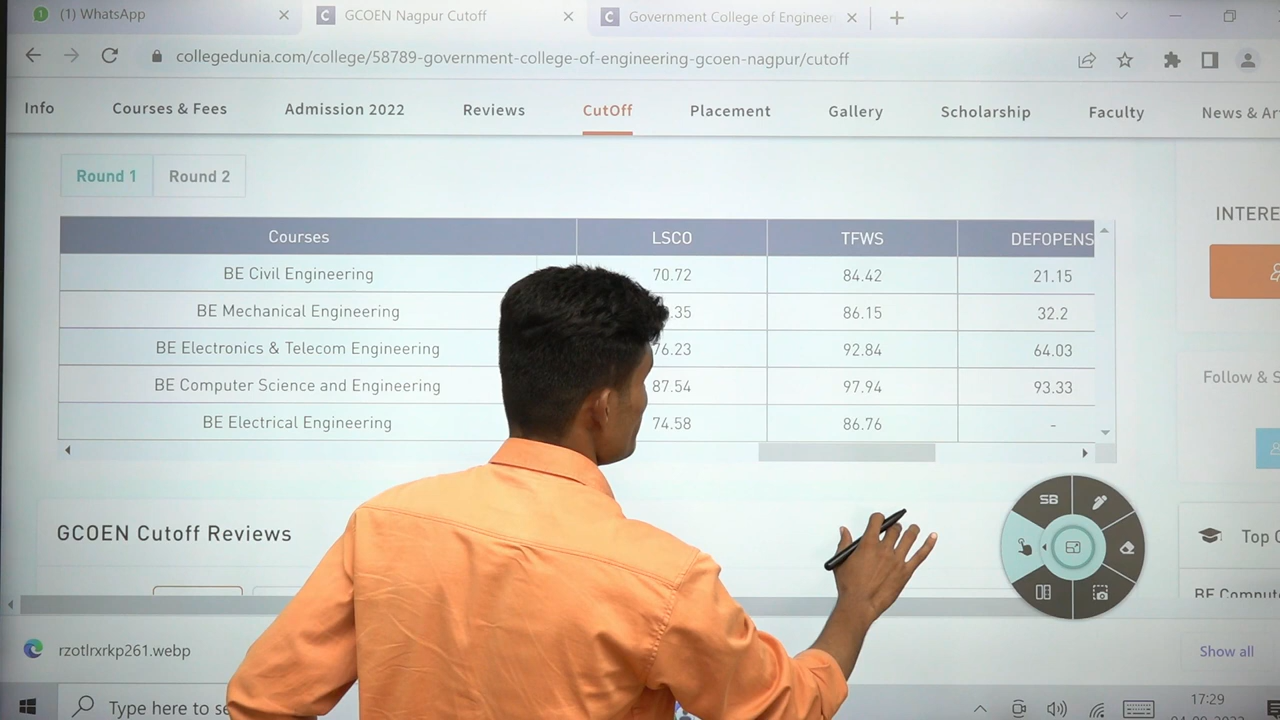 (1) WhatsApp
GCOEN Nagpur Cutoff
Government College of Engineer
collegedunia.com/college/58789-government-college-of-engineering-gcoen-nagpur/cutoff
Info Courses & Fees Admission 2022 Reviews CutOff Placement Gallery Scholarship Faculty News & Ar
Round 1 Round 2
INTERE
Courses LSCO TFWS DEFOPENS
BE Civil Engineering 70.72 84.42 21.15
BE Mechanical Engineering .35 86.15 32.2
BE Electronics & Telecom Engineering 76.23 92.84 64.03
BE Computer Science and Engineering 87.54 97.94 93.33
BE Electrical Engineering 74.58 86.76 -
Follow & S
SB
GCOEN Cutoff Reviews
Top C
BE Comput
rzotlrxrkp261.webp
Show all
Type here to se
17:29